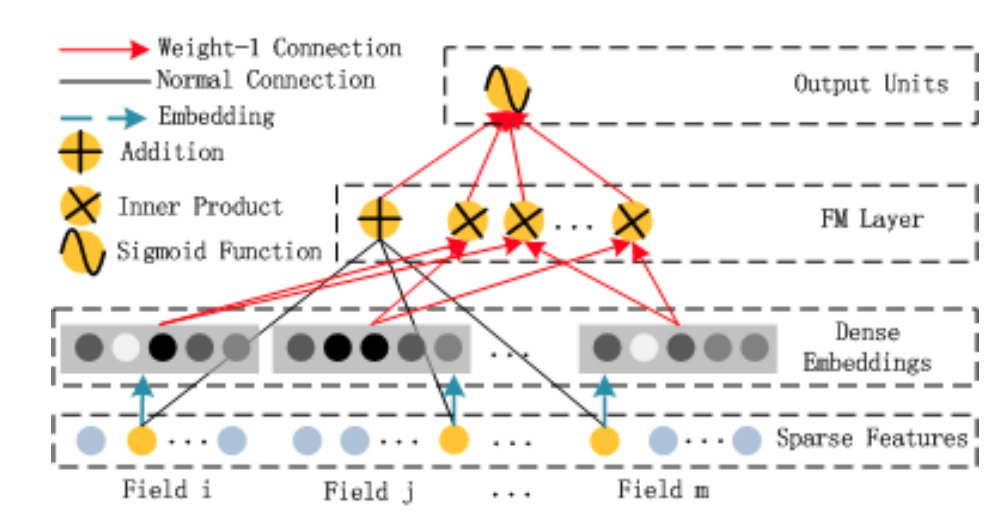 Weight-1 Connection
Normal Connection
Embedding
Addition
Inner Product
Sigmoid Function
Output Units
...
FM Layer
...
Dense
Embeddings
... ... ... ...
Sparse Features
Field i Field j ... Field m